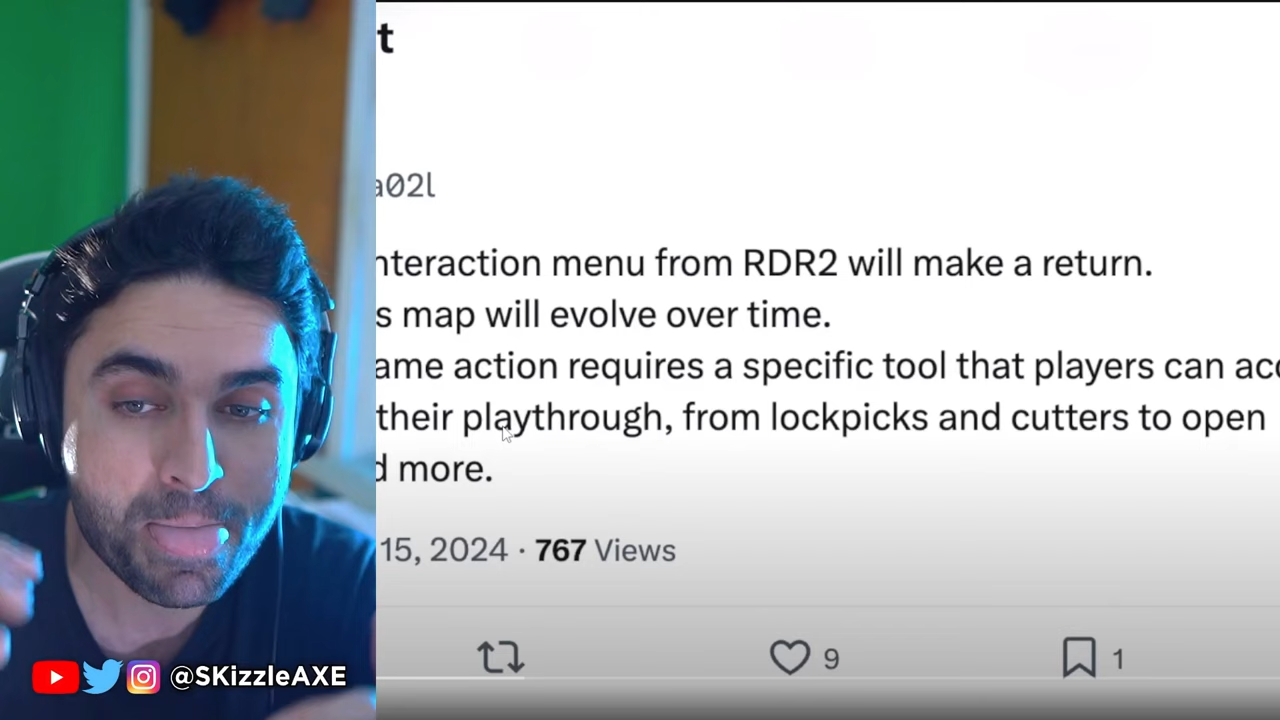 t
a02l
nteraction menu from RDR2 will make a return.
s map will evolve over time.
ame action requires a specific tool that players can acc
their playthrough, from lockpicks and cutters to open
d more.
15, 2024 · 767 Views
9
1
@SKizzleAXE